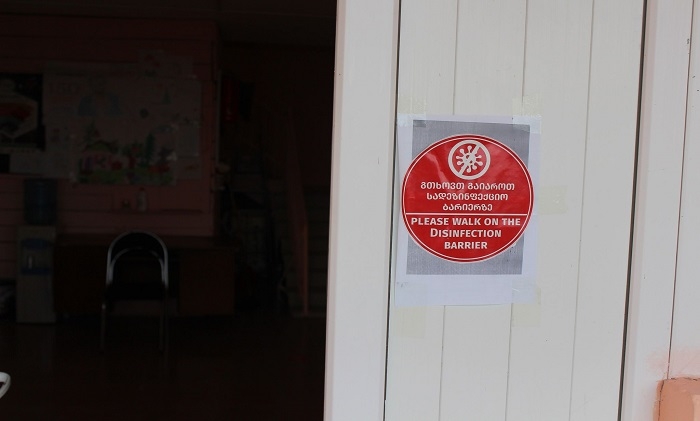 ᲒᲗᲮᲝᲕᲗ ᲒᲐᲘᲐᲠᲝᲗ
ᲡᲐᲓᲔᲖᲘᲜᲤᲔᲥᲪᲘᲝ
ᲑᲐᲠᲘᲔᲠᲖᲔ
PLEASE WALK ON THE
DISINFECTION
BARRIER